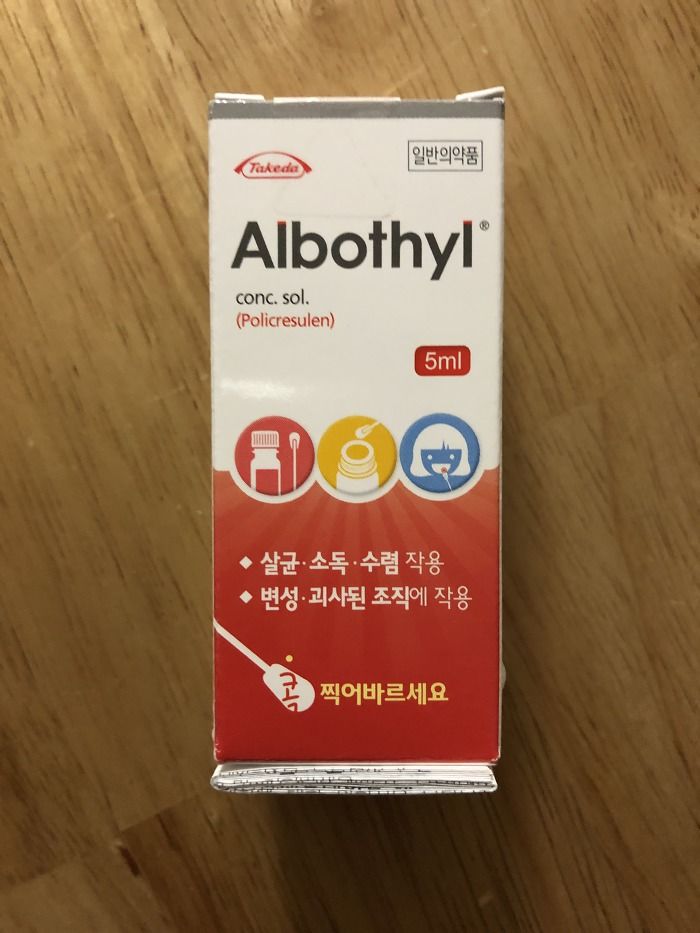 Takeda
일반의약품
Albothyl®
conc. sol.
(Policresulen)
5ml
◆ 살균·소독·수렴 작용
◆ 변성·괴사된 조직에 작용
콕 찍어바르세요